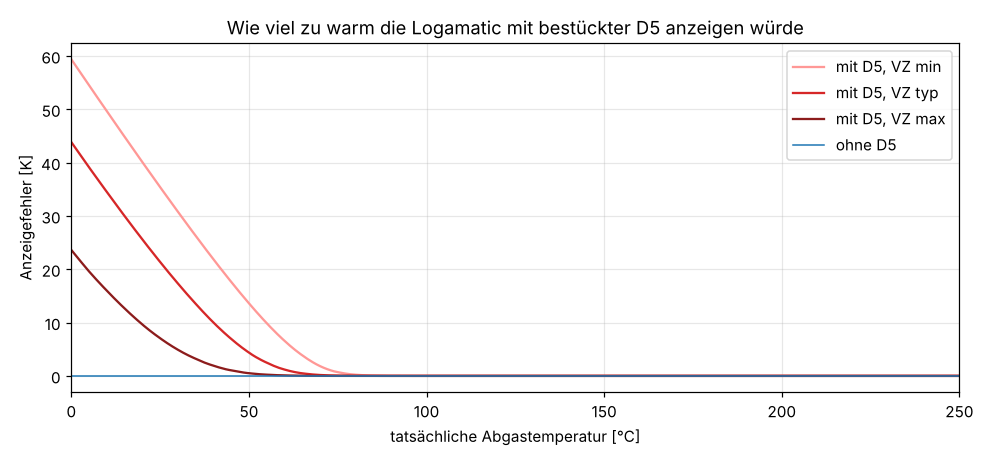 Wie viel zu warm die Logamatic mit bestückter D5 anzeigen würde
Anzeigefehler [K]
60
50
40
30
20
10
0
mit D5, VZ min
mit D5, VZ typ
mit D5, VZ max
ohne D5
0 50 100 150 200 250
tatsächliche Abgastemperatur [°C]